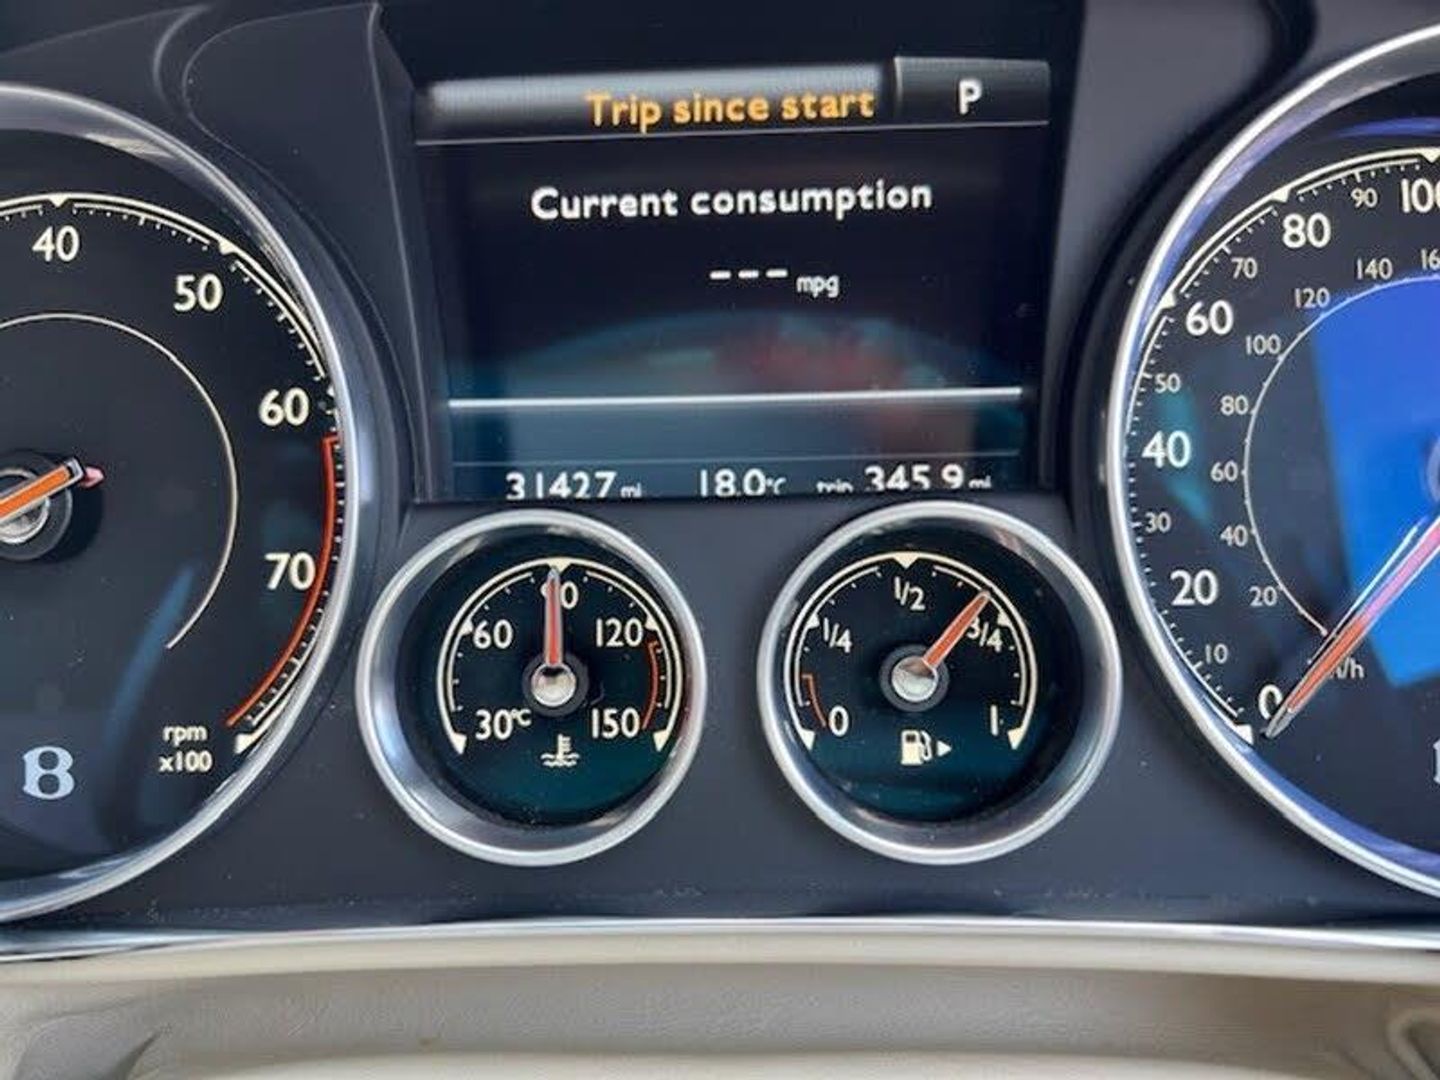 Trip since start P
Current consumption
--- mpg
31427 mi 18.0°C trip 345.9 mi
40
50
60
70
rpm
x100
B
30°C 60 90 120 150
0 1/4 1/2 3/4 1
0 10 20 30 40 50 60 70 80 90 100
20 40 60 80 100 120 140